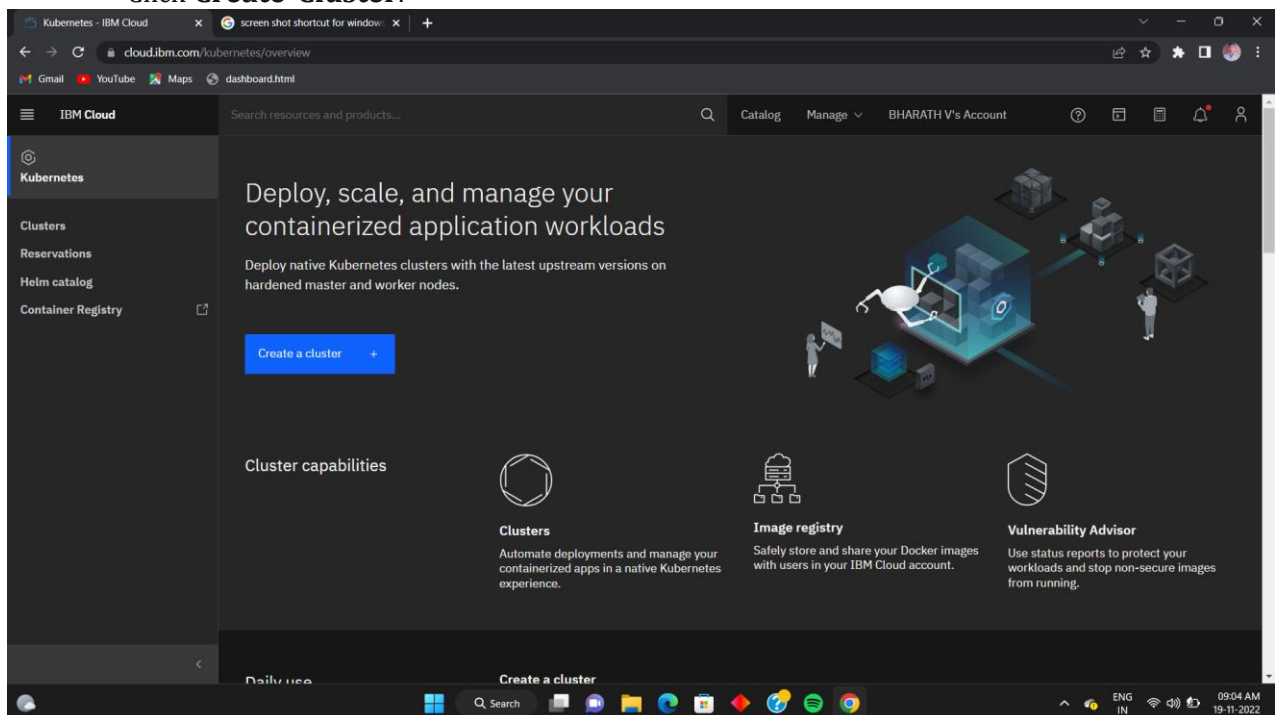 Click Create Cluster.
Kubernetes - IBM Cloud
screen shot shortcut for window
cloud.ibm.com/kubernetes/overview
Gmail YouTube Maps dashboard.html
IBM Cloud
Search resources and products...
Catalog Manage BHARATH V's Account
Kubernetes
Clusters
Reservations
Helm catalog
Container Registry
Deploy, scale, and manage your
containerized application workloads
Deploy native Kubernetes clusters with the latest upstream versions on
hardened master and worker nodes.
Create a cluster +
Cluster capabilities
Clusters
Automate deployments and manage your
containerized apps in a native Kubernetes
experience.
Image registry
Safely store and share your Docker images
with users in your IBM Cloud account.
Vulnerability Advisor
Use status reports to protect your
workloads and stop non-secure images
from running.
Daily use
Create a cluster
Search
ENG
IN
09:04 AM
19-11-2022